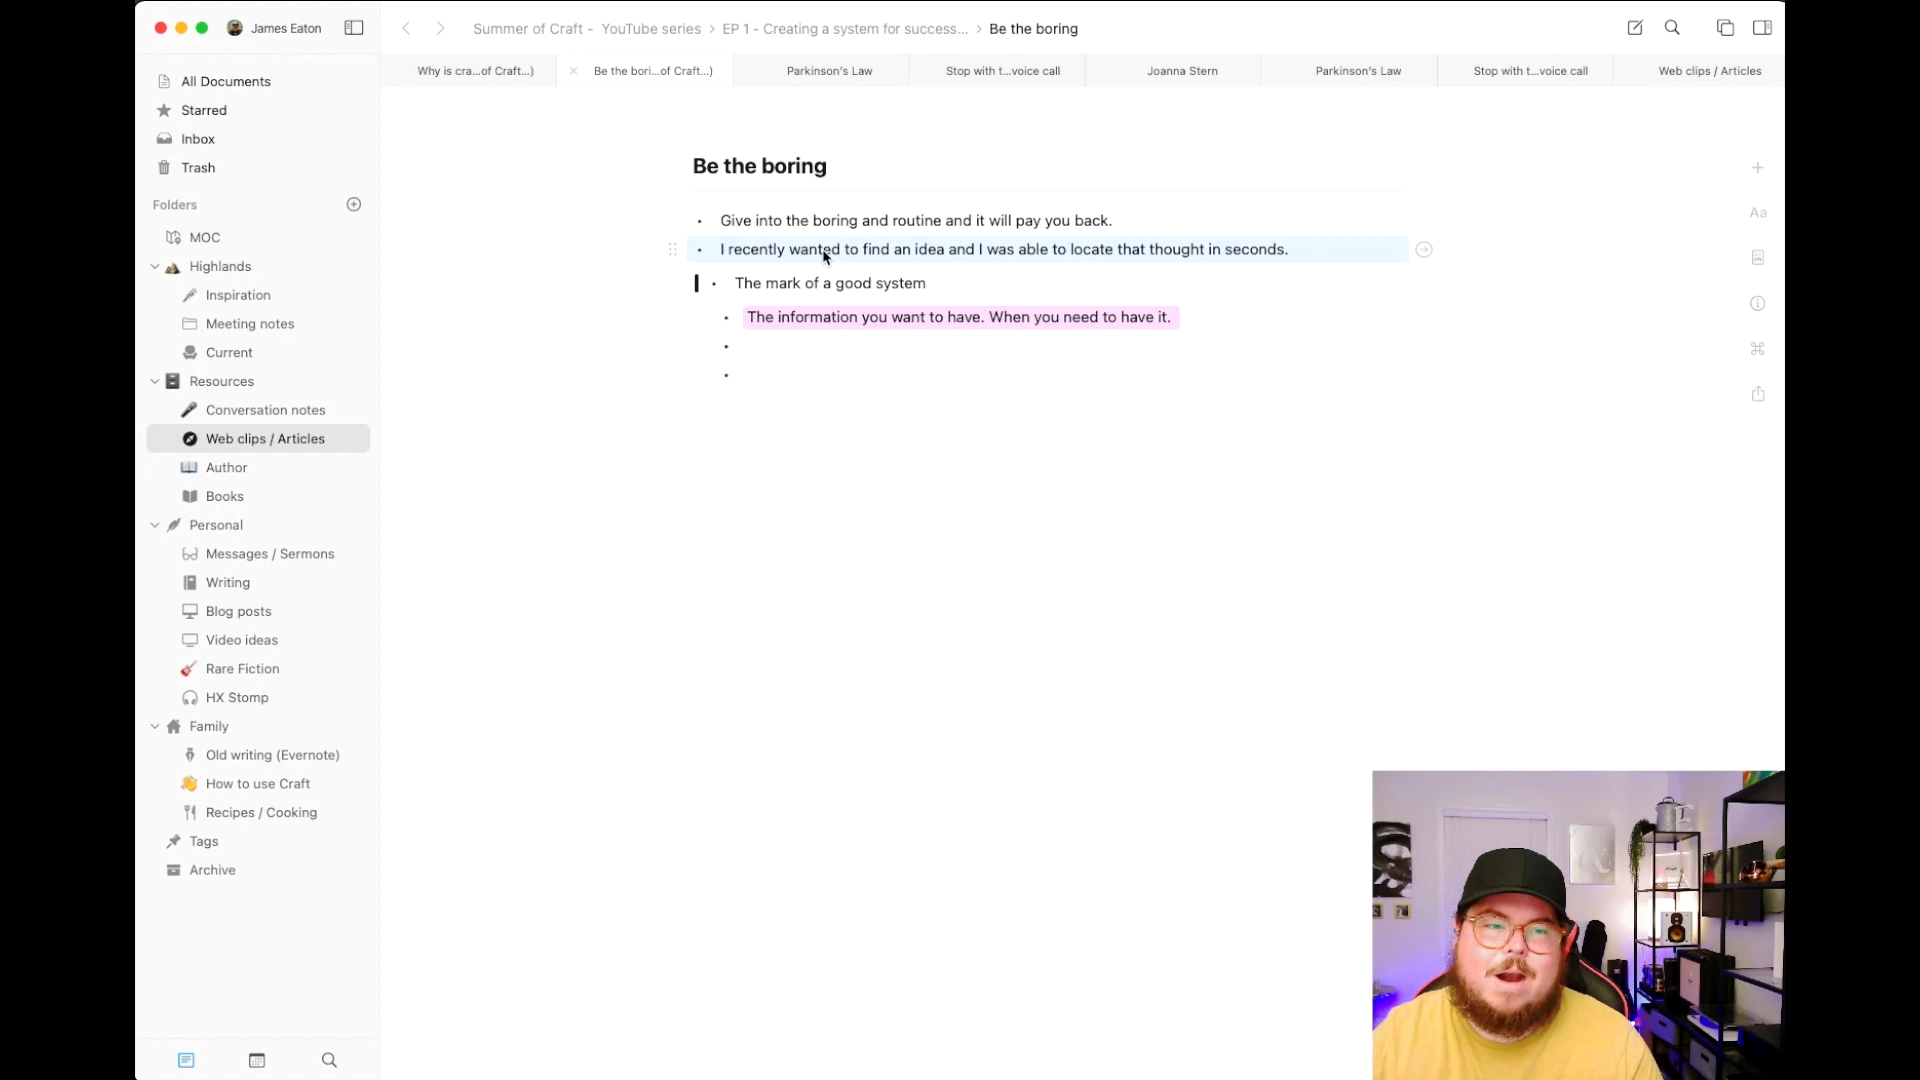 James Eaton
Summer of Craft - YouTube series › EP 1 - Creating a system for success... › Be the boring
Why is cra...of Craft...)
Be the bori...of Craft...)
Parkinson's Law
Stop with t...voice call
Joanna Stern
Parkinson's Law
Stop with t...voice call
Web clips / Articles
All Documents
Starred
Inbox
Trash
Folders
MOC
Highlands
Inspiration
Meeting notes
Current
Resources
Conversation notes
Web clips / Articles
Author
Books
Personal
Messages / Sermons
Writing
Blog posts
Video ideas
Rare Fiction
HX Stomp
Family
Old writing (Evernote)
How to use Craft
Recipes / Cooking
Tags
Archive
Be the boring
• Give into the boring and routine and it will pay you back.
• I recently wanted to find an idea and I was able to locate that thought in seconds.
• The mark of a good system
• The information you want to have. When you need to have it.
•
•
Aa